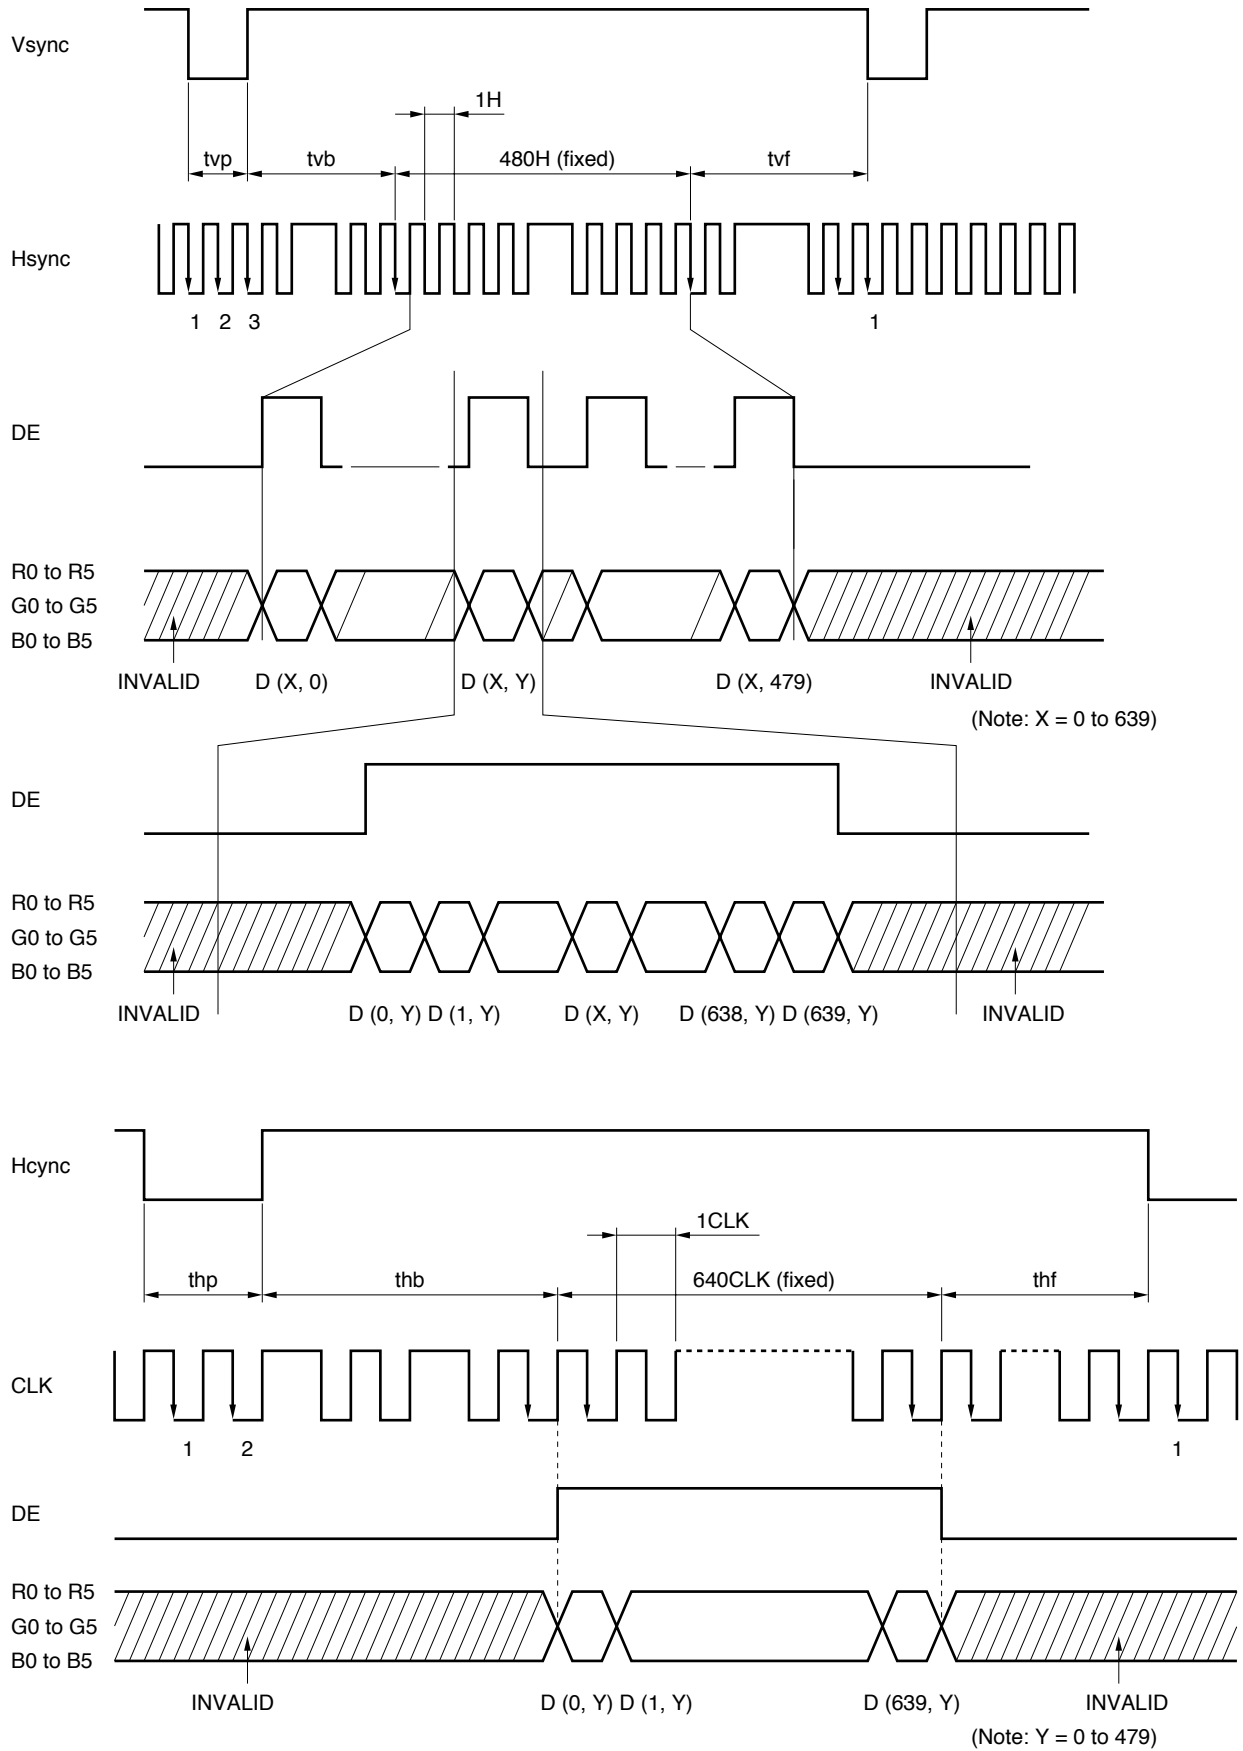 Vsync
1H
tvp tvb 480H (fixed) tvf
Hsync
1 2 3 1
DE
R0 to R5
G0 to G5
B0 to B5
INVALID D (X, 0) D (X, Y) D (X, 479) INVALID
(Note: X = 0 to 639)
DE
R0 to R5
G0 to G5
B0 to B5
INVALID D (0, Y) D (1, Y) D (X, Y) D (638, Y) D (639, Y) INVALID
Hcync
1CLK
thp thb 640CLK (fixed) thf
CLK
1 2 1
DE
R0 to R5
G0 to G5
B0 to B5
INVALID D (0, Y) D (1, Y) D (639, Y) INVALID
(Note: Y = 0 to 479)